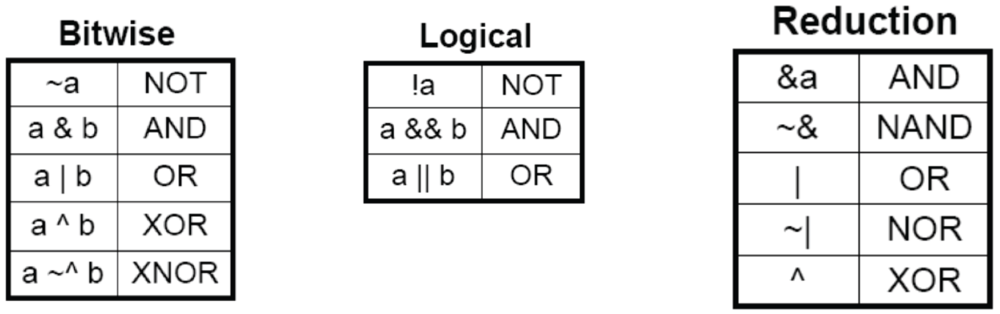 Bitwise
~a NOT
a & b AND
a | b OR
a ^ b XOR
a ~^ b XNOR
Logical
!a NOT
a && b AND
a || b OR
Reduction
&a AND
~& NAND
| OR
~| NOR
^ XOR